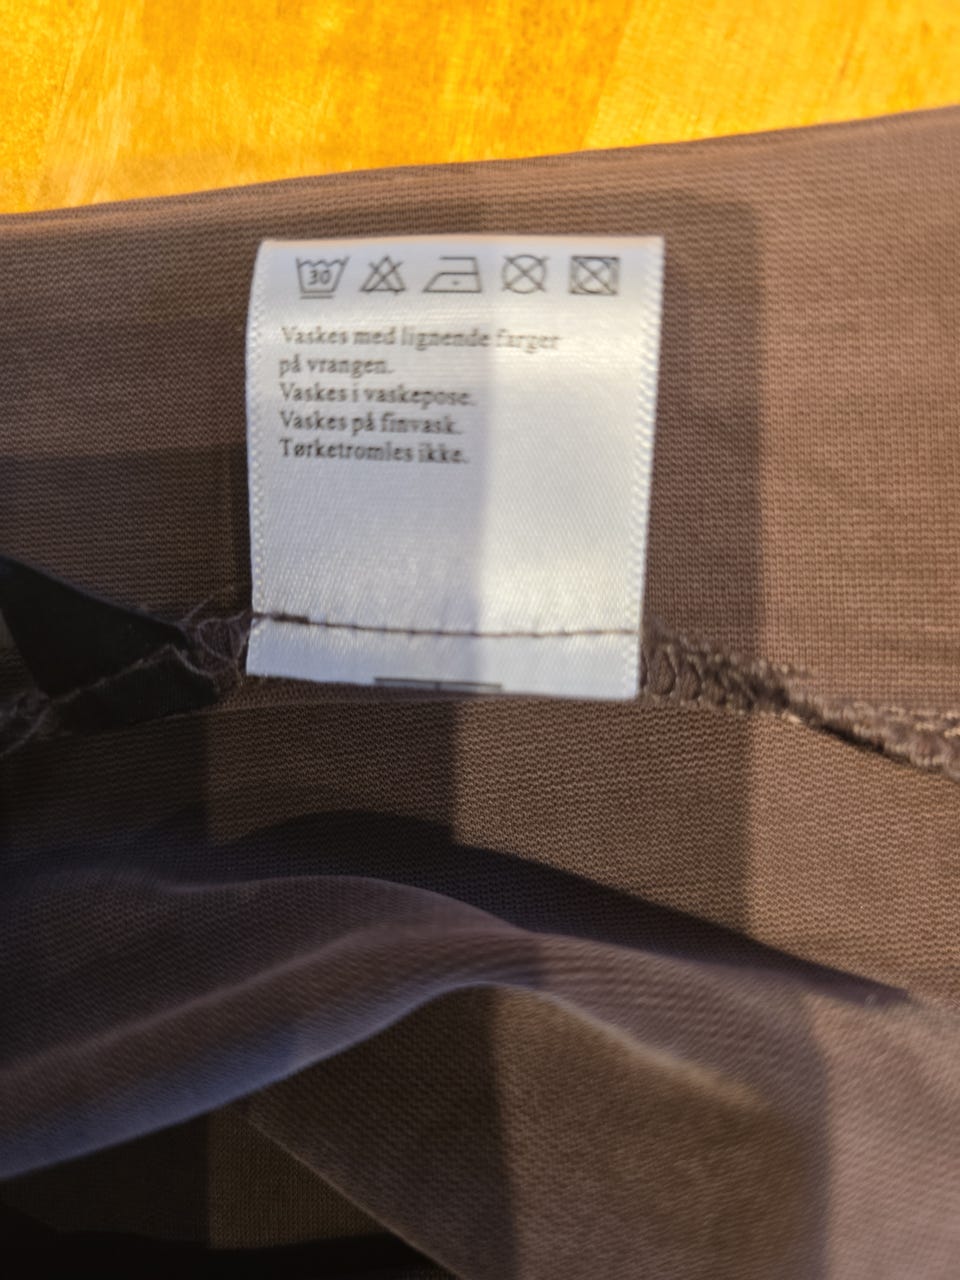 30
Vaskes med lignende farger
på vrangen.
Vaskes i vaskepose.
Vaskes på finvask.
Tørketromles ikke.